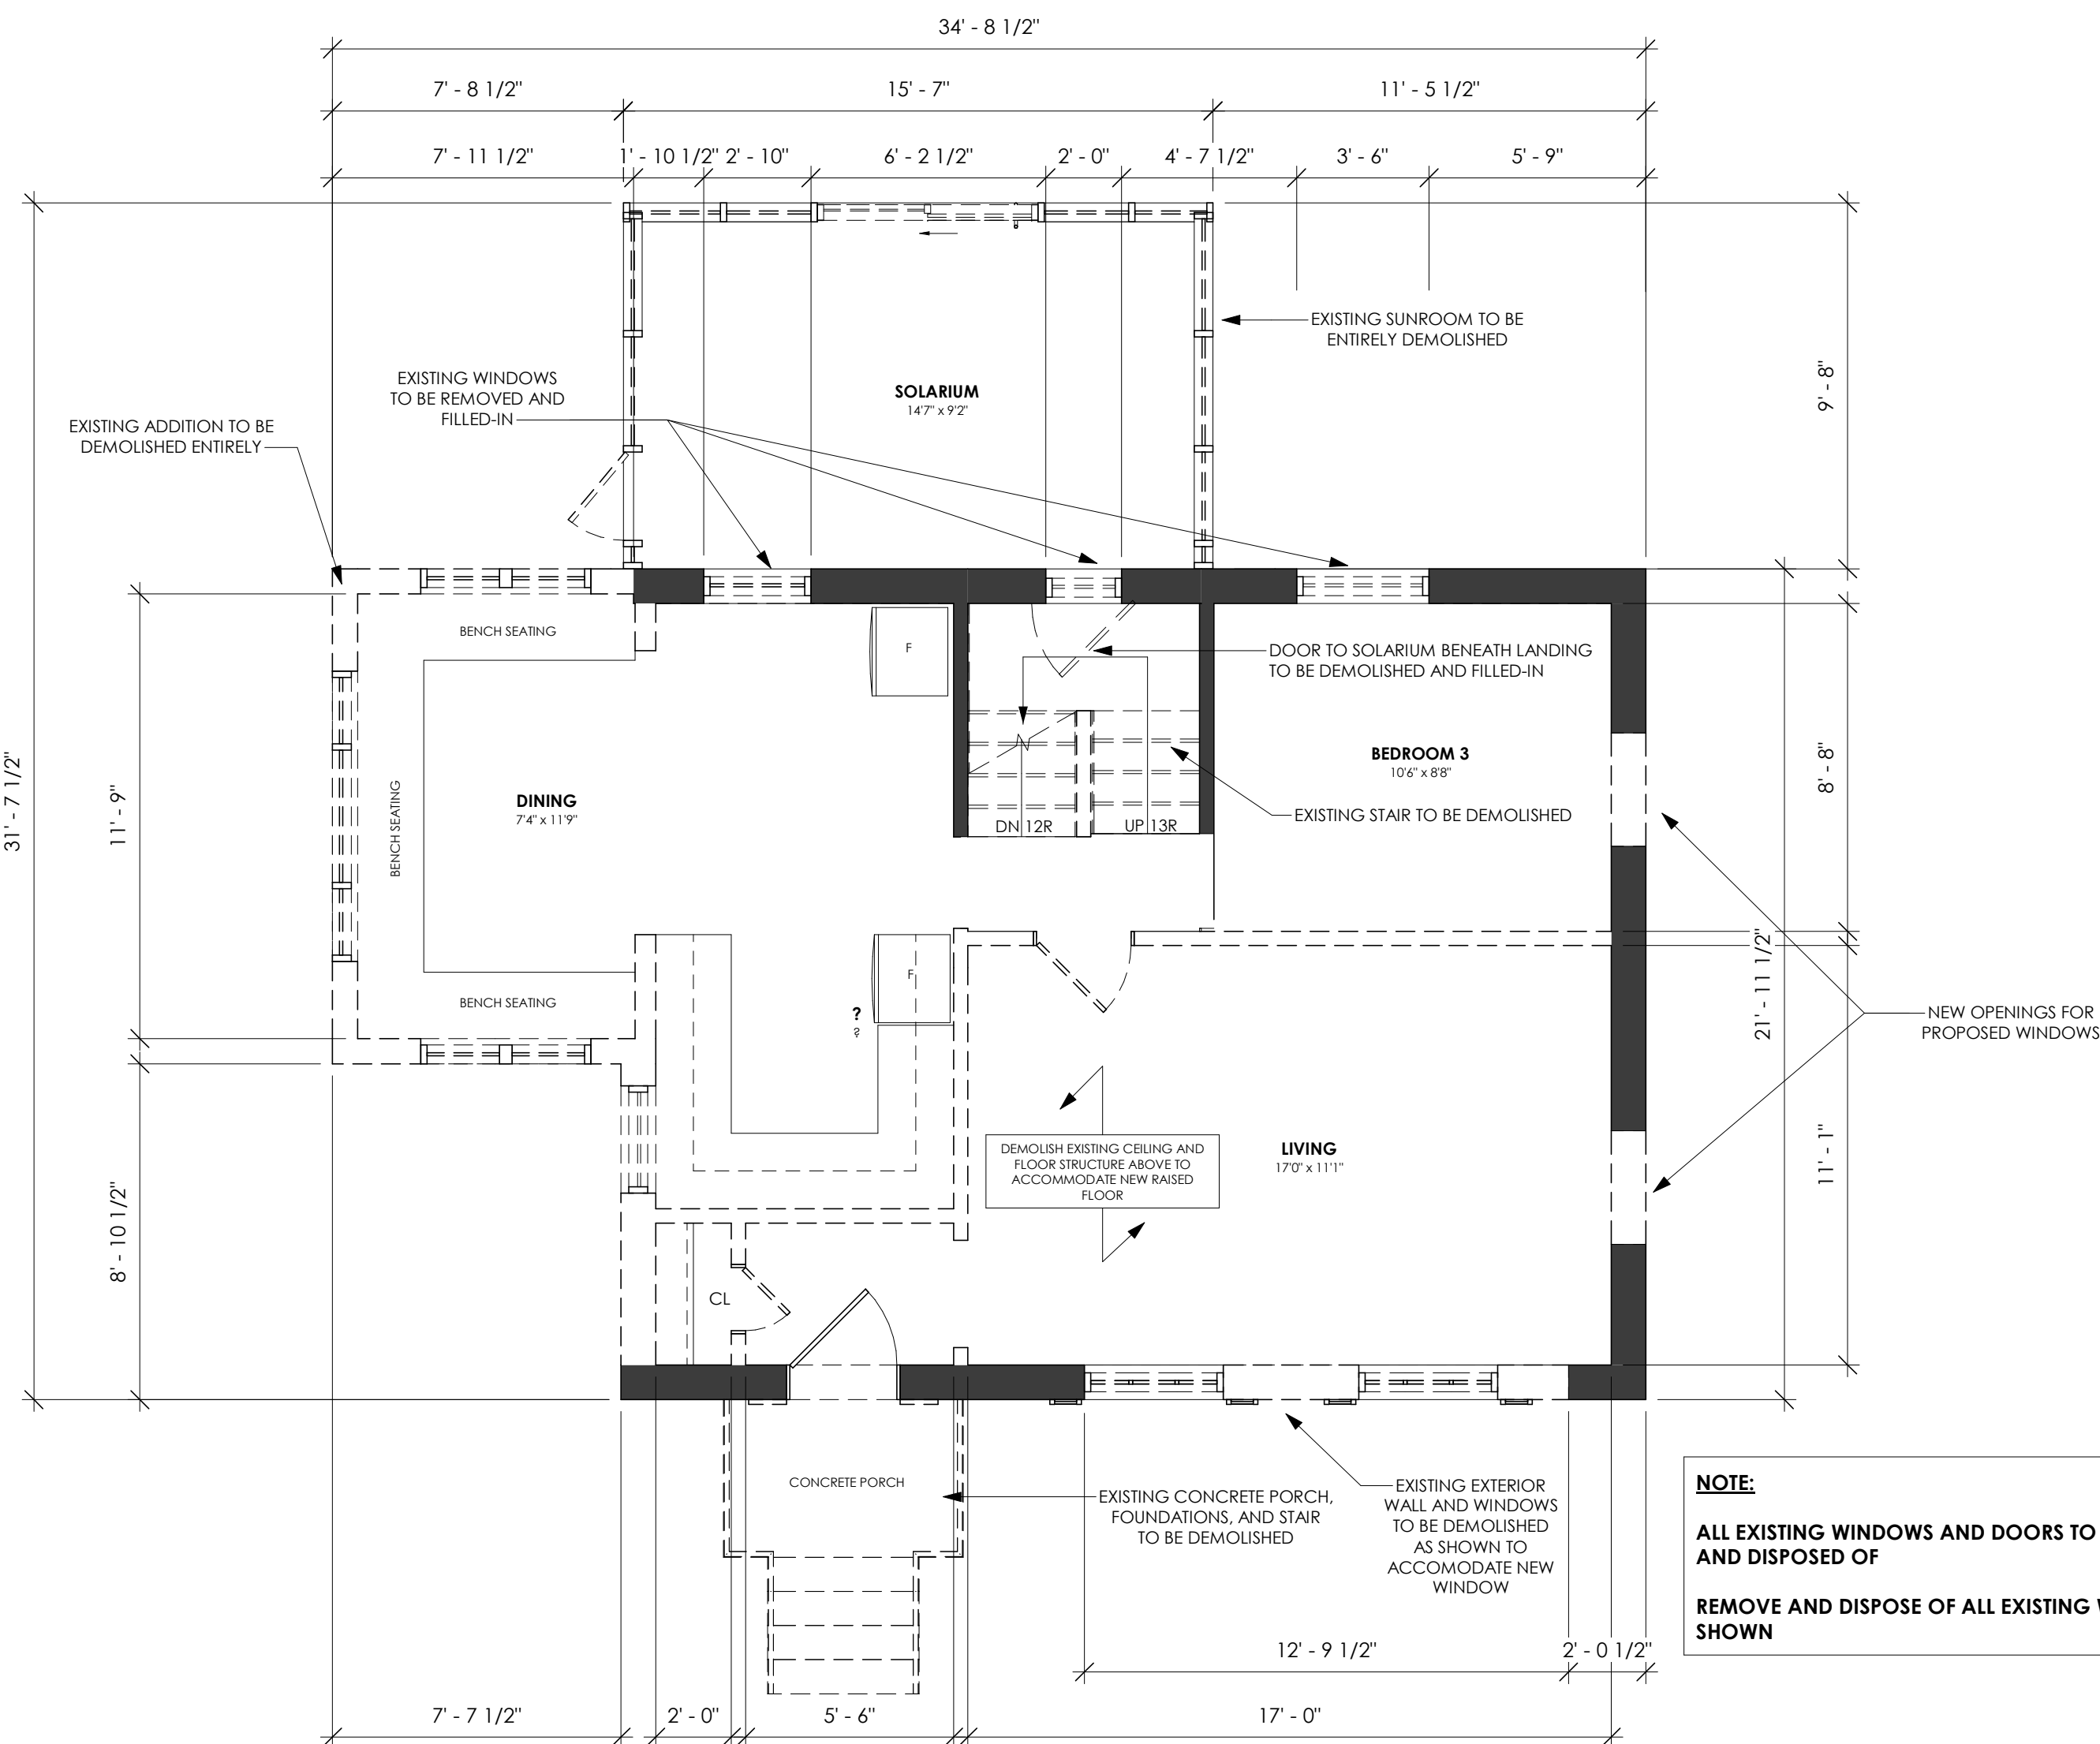 34' - 8 1/2"
7' - 8 1/2"
15' - 7"
11' - 5 1/2"
7' - 11 1/2"
1' - 10 1/2"
2' - 10"
6' - 2 1/2"
2' - 0"
4' - 7 1/2"
3' - 6"
5' - 9"
EXISTING SUNROOM TO BE
ENTIRELY DEMOLISHED
9' - 8"
EXISTING WINDOWS
TO BE REMOVED AND
FILLED-IN
SOLARIUM
14'7" x 9'2"
EXISTING ADDITION TO BE
DEMOLISHED ENTIRELY
BENCH SEATING
F
DOOR TO SOLARIUM BENEATH LANDING
TO BE DEMOLISHED AND FILLED-IN
31' - 7 1/2"
11' - 9"
BENCH SEATING
DINING
7'4" x 11'9"
DN 12R
UP 13R
BEDROOM 3
10'6" x 8'8"
EXISTING STAIR TO BE DEMOLISHED
8' - 8"
21' - 11 1/2"
BENCH SEATING
F
?
?
NEW OPENINGS FOR
PROPOSED WINDOWS
DEMOLISH EXISTING CEILING AND
FLOOR STRUCTURE ABOVE TO
ACCOMMODATE NEW RAISED
FLOOR
LIVING
17'0" x 11'1"
11' - 1"
8' - 10 1/2"
CL
CONCRETE PORCH
EXISTING CONCRETE PORCH,
FOUNDATIONS, AND STAIR
TO BE DEMOLISHED
EXISTING EXTERIOR
WALL AND WINDOWS
TO BE DEMOLISHED
AS SHOWN TO
ACCOMODATE NEW
WINDOW
NOTE:
ALL EXISTING WINDOWS AND DOORS TO
AND DISPOSED OF
REMOVE AND DISPOSE OF ALL EXISTING
SHOWN
12' - 9 1/2"
2' - 0 1/2"
7' - 7 1/2"
2' - 0"
5' - 6"
17' - 0"